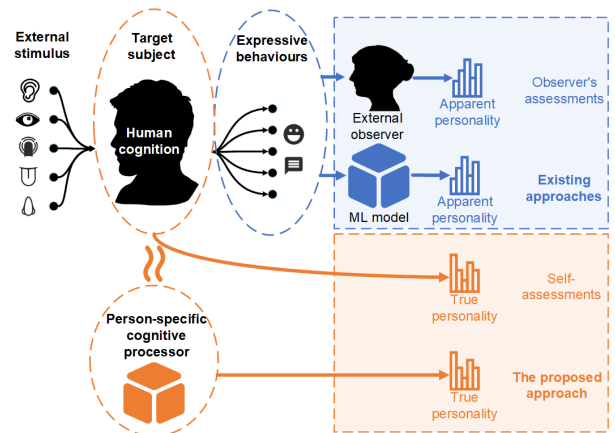 External
stimulus
Target
subject
Human
cognition
Expressive
behaviours
External
observer
Apparent
personality
Observer's
assessments
ML model
Apparent
personality
Existing
approaches
True
personality
Self-
assessments
Person-specific
cognitive
processor
True
personality
The proposed
approach